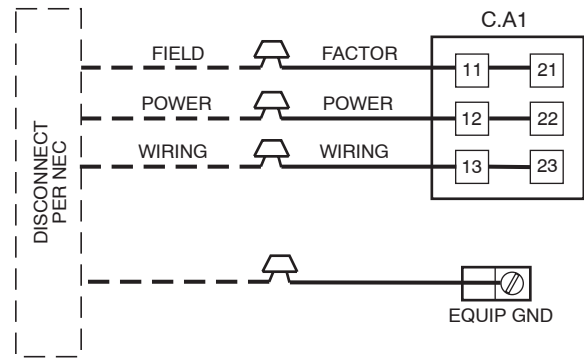 C.A1
FIELD FACTOR
11 21
POWER POWER
12 22
WIRING WIRING
13 23
DISCONNECT
PER NEC
EQUIP GND